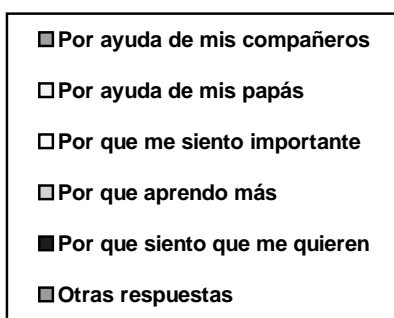 Por ayuda de mis compañeros
Por ayuda de mis papás
Por que me siento importante
Por que aprendo más
Por que siento que me quieren
Otras respuestas